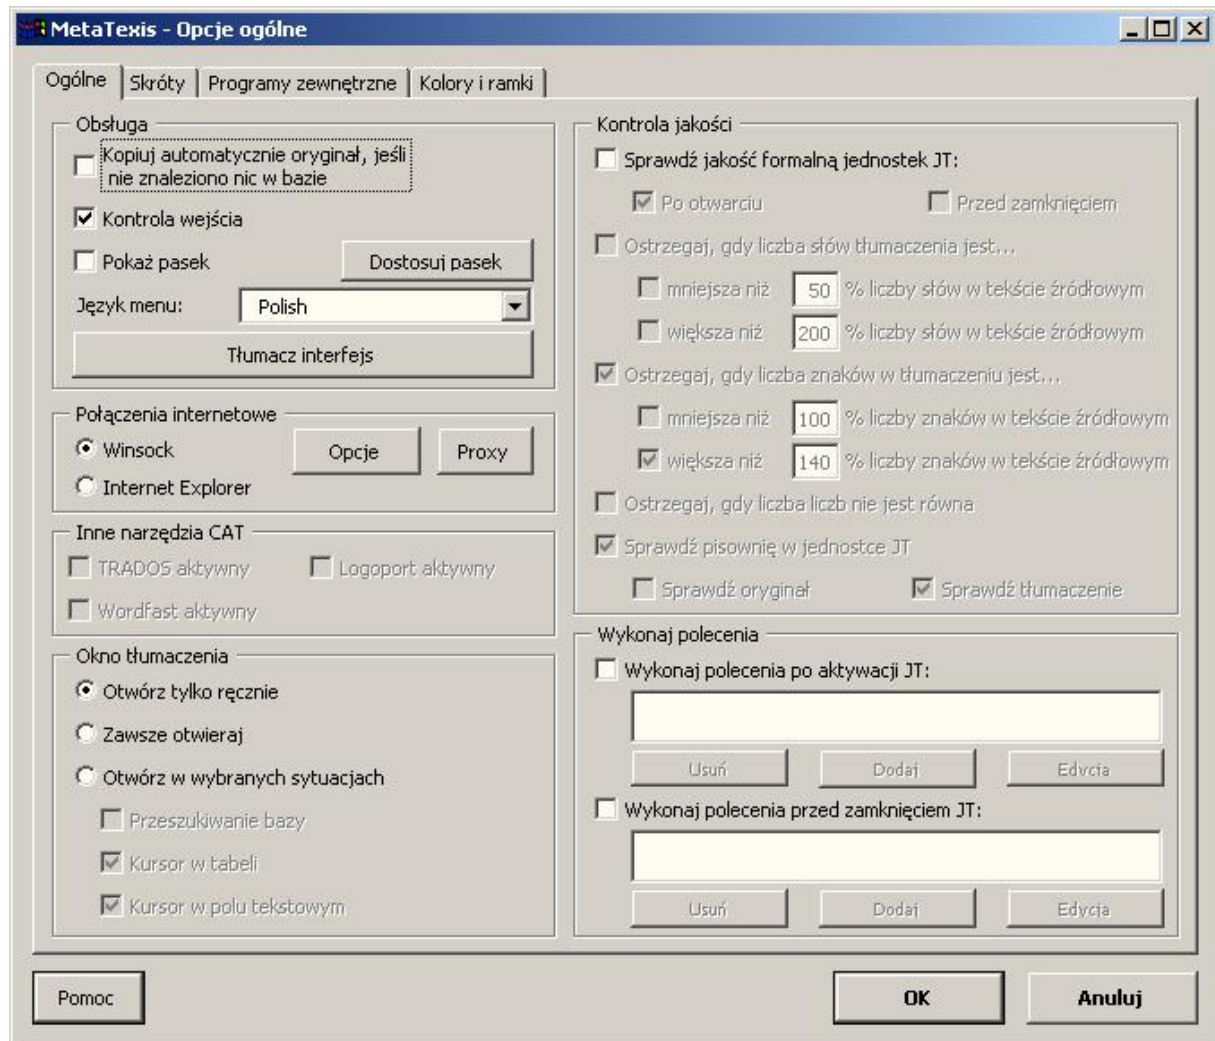 MetaTexis - Opcje ogólne
Ogólne
Skróty
Programy zewnętrzne
Kolory i ramki
Obsługa
Kopiuj automatycznie oryginał, jeśli
nie znaleziono nic w bazie
Kontrola wejścia
Pokaż pasek
Dostosuj pasek
Język menu:
Polish
Tłumacz interfejs
Połączenia internetowe
Winsock
Opcje
Proxy
Internet Explorer
Inne narzędzia CAT
TRADOS aktywny
Logoport aktywny
Wordfast aktywny
Okno tłumaczenia
Otwórz tylko ręcznie
Zawsze otwieraj
Otwórz w wybranych sytuacjach
Przeszukiwanie bazy
Kursor w tabeli
Kursor w polu tekstowym
Kontrola jakości
Sprawdź jakość formalną jednostek JT:
Po otwarciu
Przed zamknięciem
Ostrzegaj, gdy liczba słów tłumaczenia jest...
mniejsza niż 50 % liczby słów w tekście źródłowym
większa niż 200 % liczby słów w tekście źródłowym
Ostrzegaj, gdy liczba znaków w tłumaczeniu jest...
mniejsza niż 100 % liczby znaków w tekście źródłowym
większa niż 140 % liczby znaków w tekście źródłowym
Ostrzegaj, gdy liczba liczb nie jest równa
Sprawdź pisownię w jednostce JT
Sprawdź oryginał
Sprawdź tłumaczenie
Wykonaj polecenia
Wykonaj polecenia po aktywacji JT:
Usuń
Dodaj
Edycja
Wykonaj polecenia przed zamknięciem JT:
Usuń
Dodaj
Edycja
Pomoc
OK
Anuluj